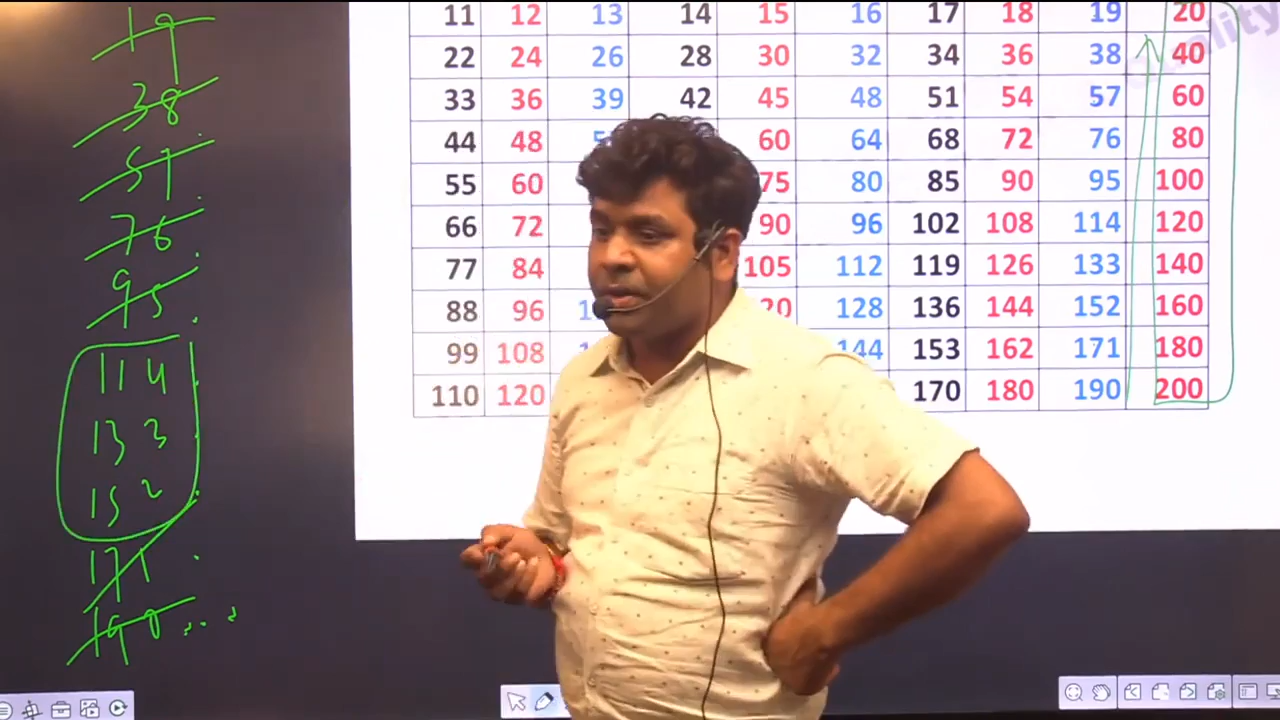 19
38
57
76
95
114
133
152
171
190
11 12 13 14 15 16 17 18 19 20
22 24 26 28 30 32 34 36 38 40
33 36 39 42 45 48 51 54 57 60
44 48 60 64 68 72 76 80
55 60 75 80 85 90 95 100
66 72 90 96 102 108 114 120
77 84 105 112 119 126 133 140
88 96 128 136 144 152 160
99 108 144 153 162 171 180
110 120 170 180 190 200